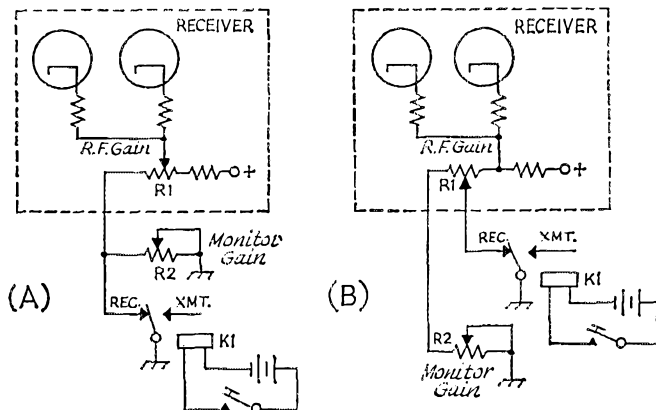 RECEIVER
R.F. Gain
R1
+
Monitor
Gain
R2
(A)
REC.
XMT.
K1
RECEIVER
R.F. Gain
R1
+
REC.
XMT.
(B)
K1
R2
Monitor
Gain